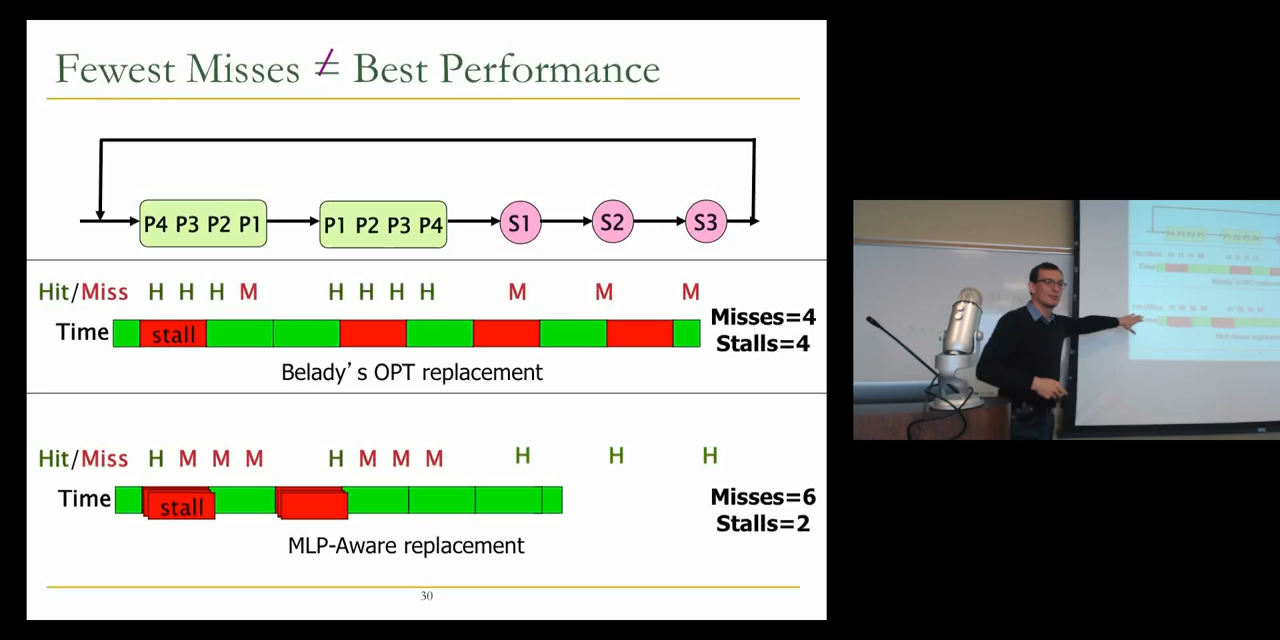 Fewest Misses ≠ Best Performance
P4 P3 P2 P1 P1 P2 P3 P4 S1 S2 S3
Hit/Miss H H H M H H H H M M M
Time stall
Misses=4
Stalls=4
Belady's OPT replacement
Hit/Miss H M M M H M M M H H H
Time stall
Misses=6
Stalls=2
MLP-Aware replacement
30